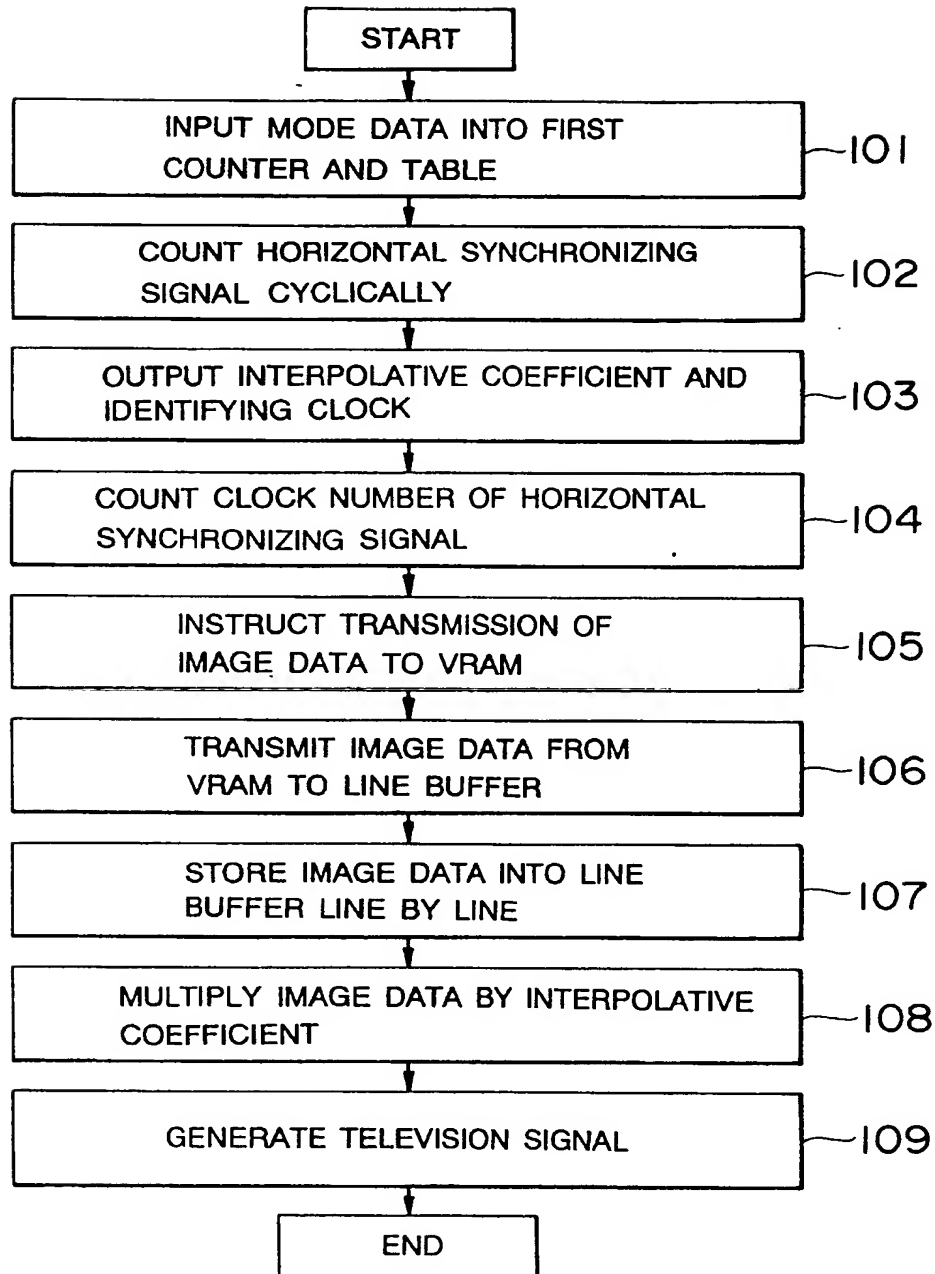 START
INPUT MODE DATA INTO FIRST
COUNTER AND TABLE
101
COUNT HORIZONTAL SYNCHRONIZING
SIGNAL CYCLICALLY
102
OUTPUT INTERPOLATIVE COEFFICIENT AND
IDENTIFYING CLOCK
103
COUNT CLOCK NUMBER OF HORIZONTAL
SYNCHRONIZING SIGNAL
104
INSTRUCT TRANSMISSION OF
IMAGE DATA TO VRAM
105
TRANSMIT IMAGE DATA FROM
VRAM TO LINE BUFFER
106
STORE IMAGE DATA INTO LINE
BUFFER LINE BY LINE
107
MULTIPLY IMAGE DATA BY INTERPOLATIVE
COEFFICIENT
108
GENERATE TELEVISION SIGNAL
109
END